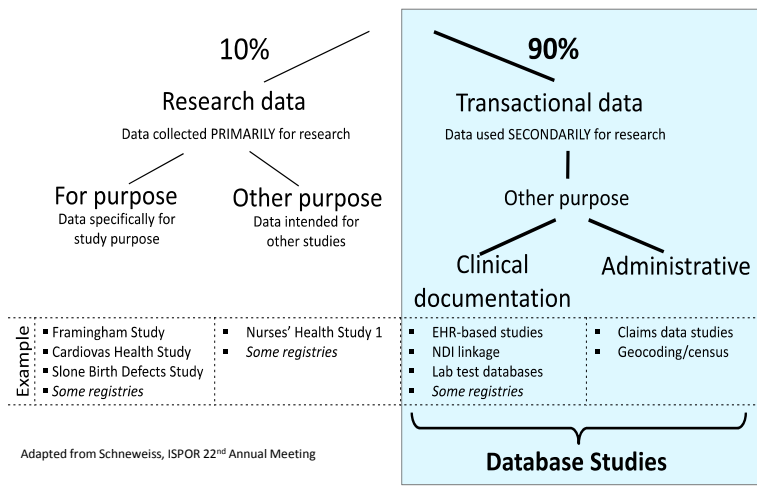 10%
90%
Research data
Data collected PRIMARILY for research
Transactional data
Data used SECONDARILY for research
For purpose
Data specifically for
study purpose
Other purpose
Data intended for
other studies
Other purpose
Clinical
documentation
Administrative
Example
▪ Framingham Study
▪ Cardiovas Health Study
▪ Slone Birth Defects Study
▪ Some registries
▪ Nurses’ Health Study 1
▪ Some registries
▪ EHR-based studies
▪ NDI linkage
▪ Lab test databases
▪ Some registries
▪ Claims data studies
▪ Geocoding/census
Database Studies
Adapted from Schneweiss, ISPOR 22nd Annual Meeting